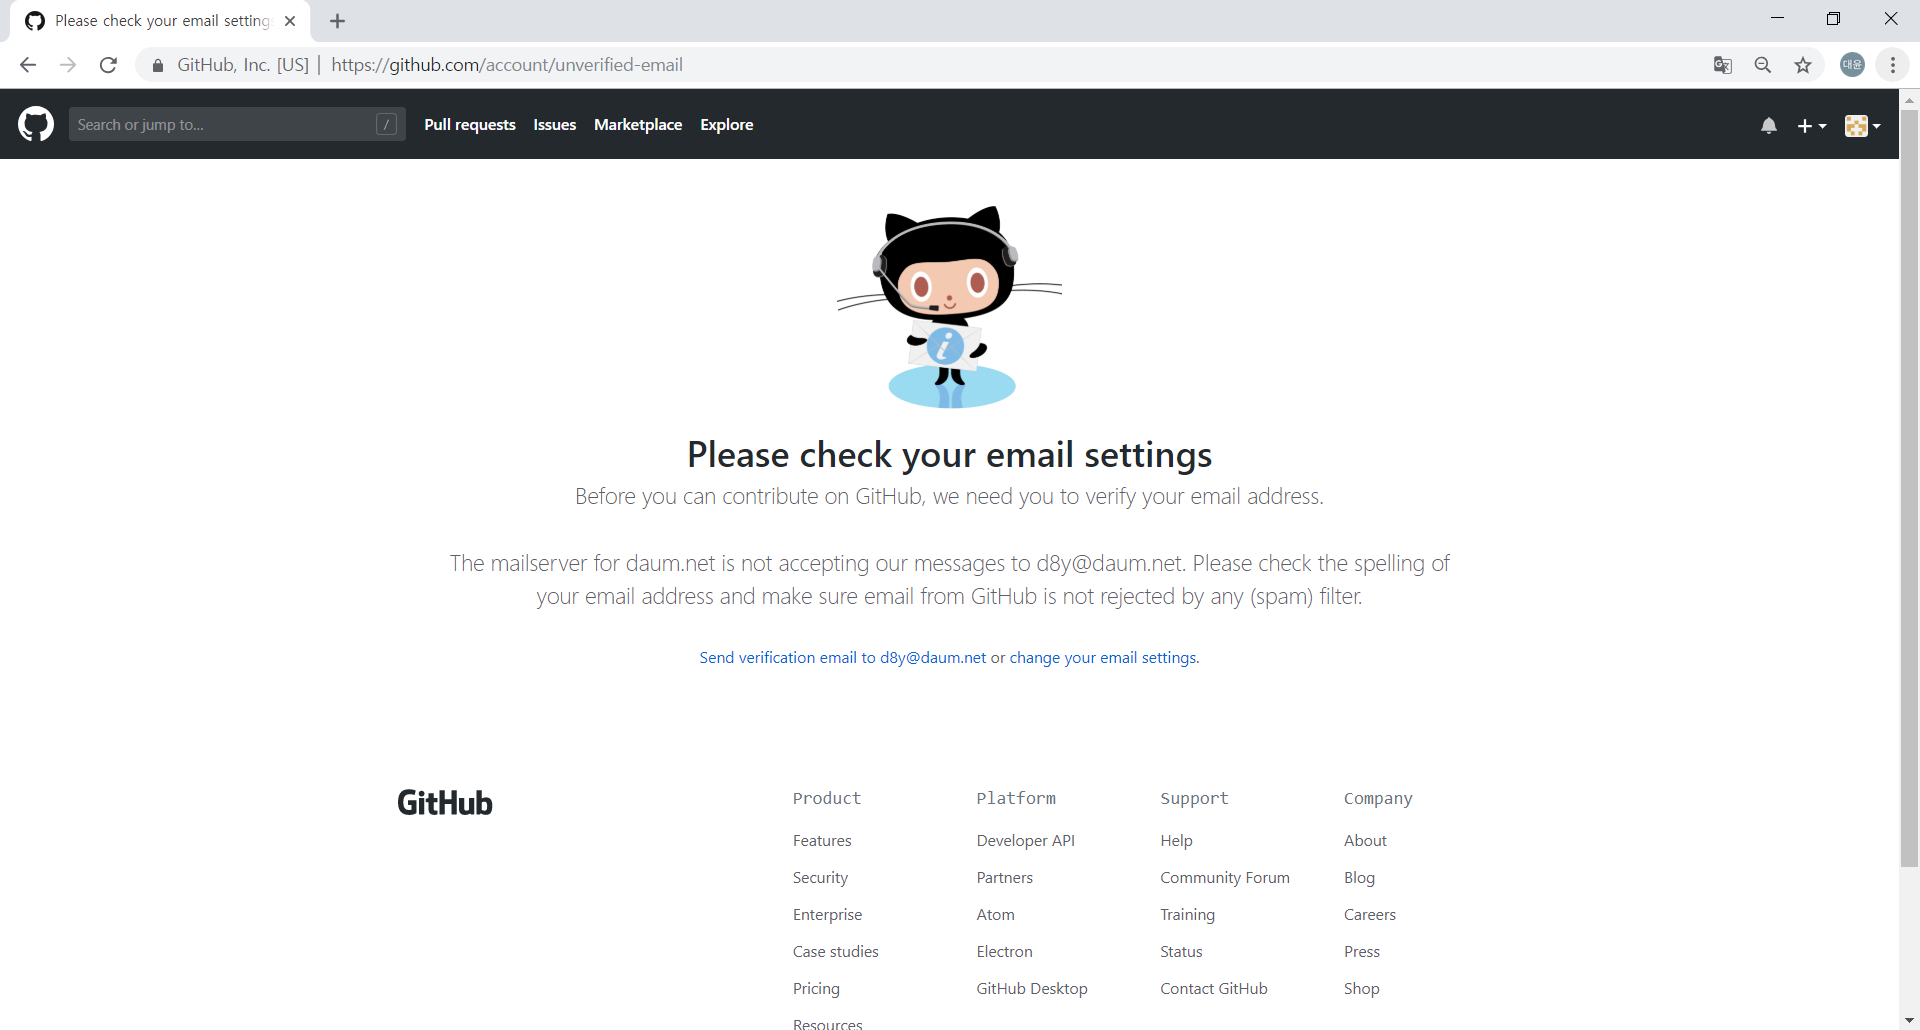 Please check your email setting
GitHub, Inc. [US] | https://github.com/account/unverified-email
대윤
Search or jump to... /
Pull requests Issues Marketplace Explore
i
Please check your email settings
Before you can contribute on GitHub, we need you to verify your email address.
The mailserver for daum.net is not accepting our messages to d8y@daum.net. Please check the spelling of
your email address and make sure email from GitHub is not rejected by any (spam) filter.
Send verification email to d8y@daum.net or change your email settings.
GitHub
Product
Features
Security
Enterprise
Case studies
Pricing
Resources
Platform
Developer API
Partners
Atom
Electron
GitHub Desktop
Support
Help
Community Forum
Training
Status
Contact GitHub
Company
About
Blog
Careers
Press
Shop